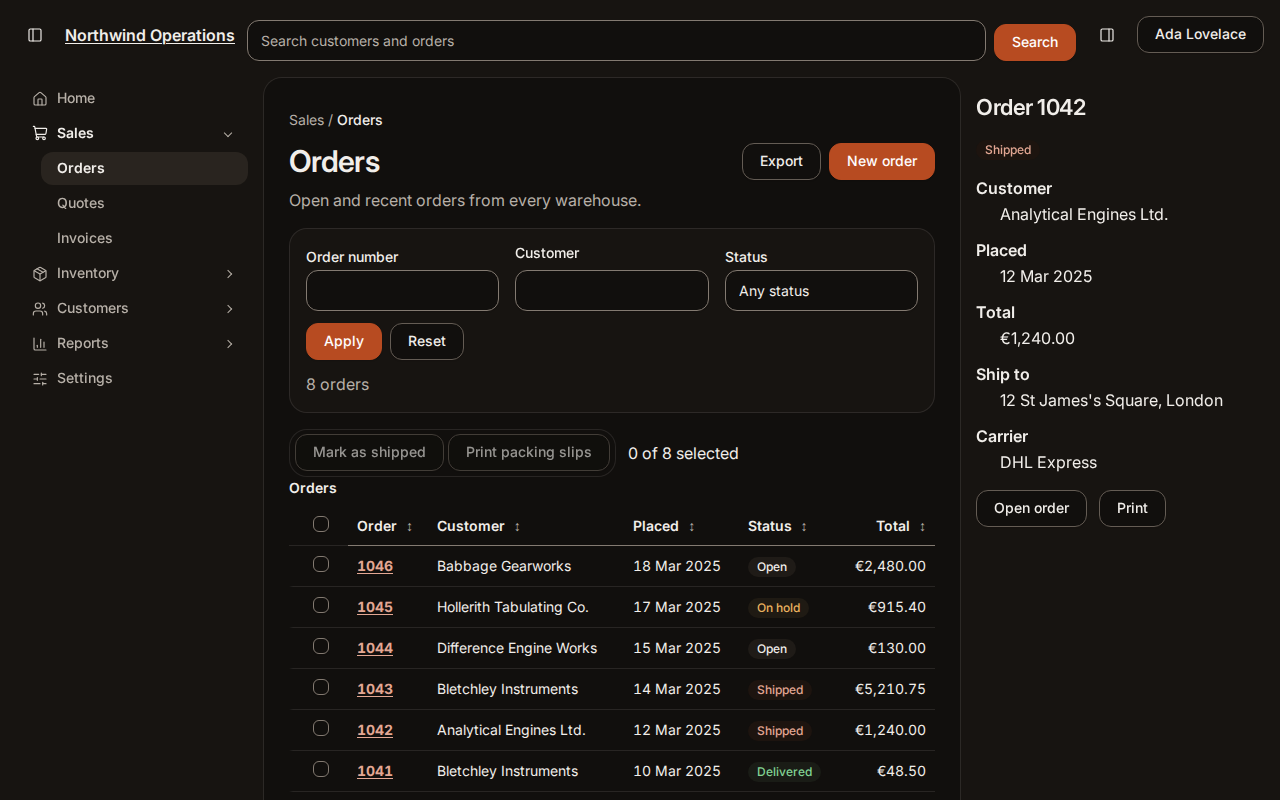 Northwind Operations
Search customers and orders
Search
Ada Lovelace
Home
Sales
Orders
Quotes
Invoices
Inventory
Customers
Reports
Settings
Sales / Orders
Orders
Export
New order
Open and recent orders from every warehouse.
Order number
Customer
Status
Any status
Apply
Reset
8 orders
Mark as shipped
Print packing slips
0 of 8 selected
Orders
Order ↕ Customer ↕ Placed ↕ Status ↕ Total ↕
1046 Babbage Gearworks 18 Mar 2025 Open €2,480.00
1045 Hollerith Tabulating Co. 17 Mar 2025 On hold €915.40
1044 Difference Engine Works 15 Mar 2025 Open €130.00
1043 Bletchley Instruments 14 Mar 2025 Shipped €5,210.75
1042 Analytical Engines Ltd. 12 Mar 2025 Shipped €1,240.00
1041 Bletchley Instruments 10 Mar 2025 Delivered €48.50
Order 1042
Shipped
Customer
Analytical Engines Ltd.
Placed
12 Mar 2025
Total
€1,240.00
Ship to
12 St James's Square, London
Carrier
DHL Express
Open order
Print